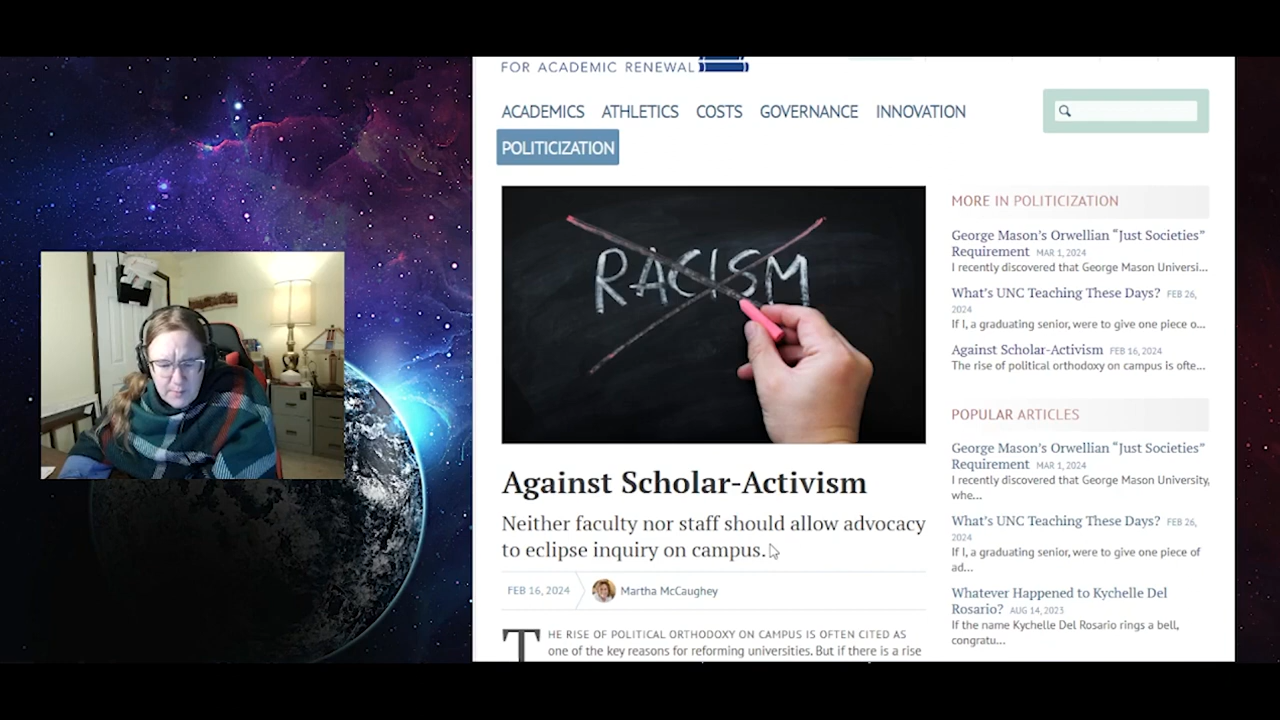 FOR ACADEMIC RENEWAL
ACADEMICS ATHLETICS COSTS GOVERNANCE INNOVATION
POLITICIZATION
RACISM
Against Scholar-Activism
Neither faculty nor staff should allow advocacy
to eclipse inquiry on campus.
FEB 16, 2024 Martha McCaughey
THE RISE OF POLITICAL ORTHODOXY ON CAMPUS IS OFTEN CITED AS
one of the key reasons for reforming universities. But if there is a rise
MORE IN POLITICIZATION
George Mason's Orwellian “Just Societies”
Requirement MAR 1, 2024
I recently discovered that George Mason Universi...
What's UNC Teaching These Days? FEB 26,
2024
If I, a graduating senior, were to give one piece o...
Against Scholar-Activism FEB 16, 2024
The rise of political orthodoxy on campus is ofte...
POPULAR ARTICLES
George Mason's Orwellian “Just Societies”
Requirement MAR 1, 2024
I recently discovered that George Mason University,
whe...
What's UNC Teaching These Days? FEB 26,
2024
If I, a graduating senior, were to give one piece of
ad...
Whatever Happened to Kychelle Del
Rosario? AUG 14, 2023
If the name Kychelle Del Rosario rings a bell,
congratu...